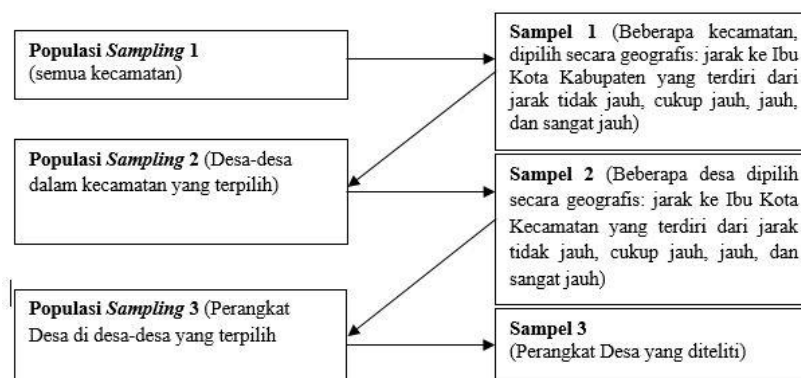 Populasi Sampling 1
(semua kecamatan)
Sampel 1 (Beberapa kecamatan,
dipilih secara geografis: jarak ke Ibu
Kota Kabupaten yang terdiri dari
jarak tidak jauh, cukup jauh, jauh,
dan sangat jauh)
Populasi Sampling 2 (Desa-desa
dalam kecamatan yang terpilih)
Sampel 2 (Beberapa desa dipilih
secara geografis: jarak ke Ibu Kota
Kecamatan yang terdiri dari jarak
tidak jauh, cukup jauh, jauh, dan
sangat jauh)
Populasi Sampling 3 (Perangkat
Desa di desa-desa yang terpilih
Sampel 3
(Perangkat Desa yang diteliti)